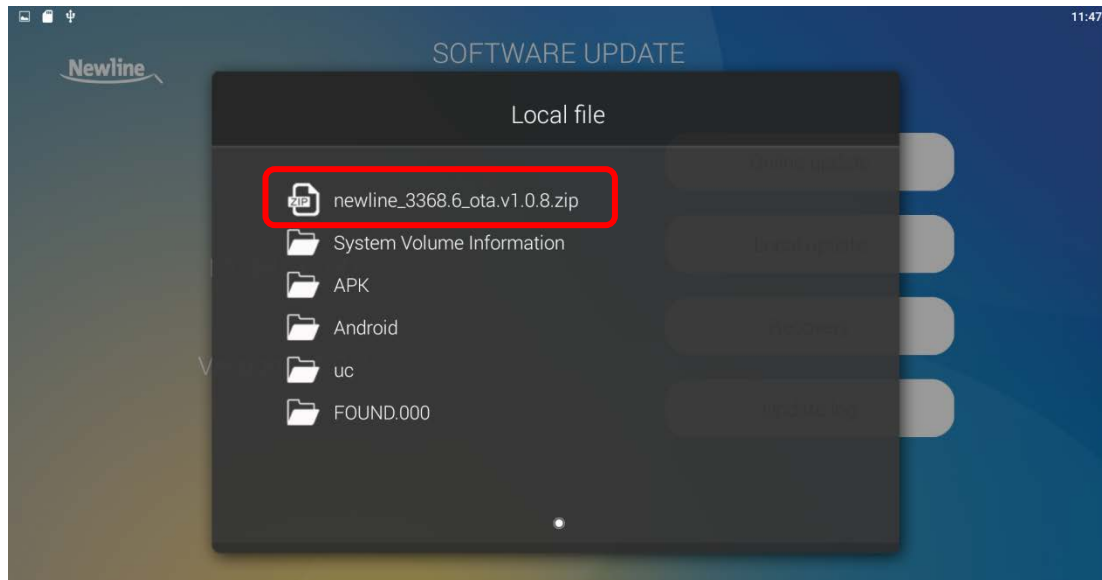 11:47
Newline
SOFTWARE UPDATE
Local file
ZIP newline_3368.6_ota.v1.0.8.zip
System Volume Information
APK
Android
uc
FOUND.000